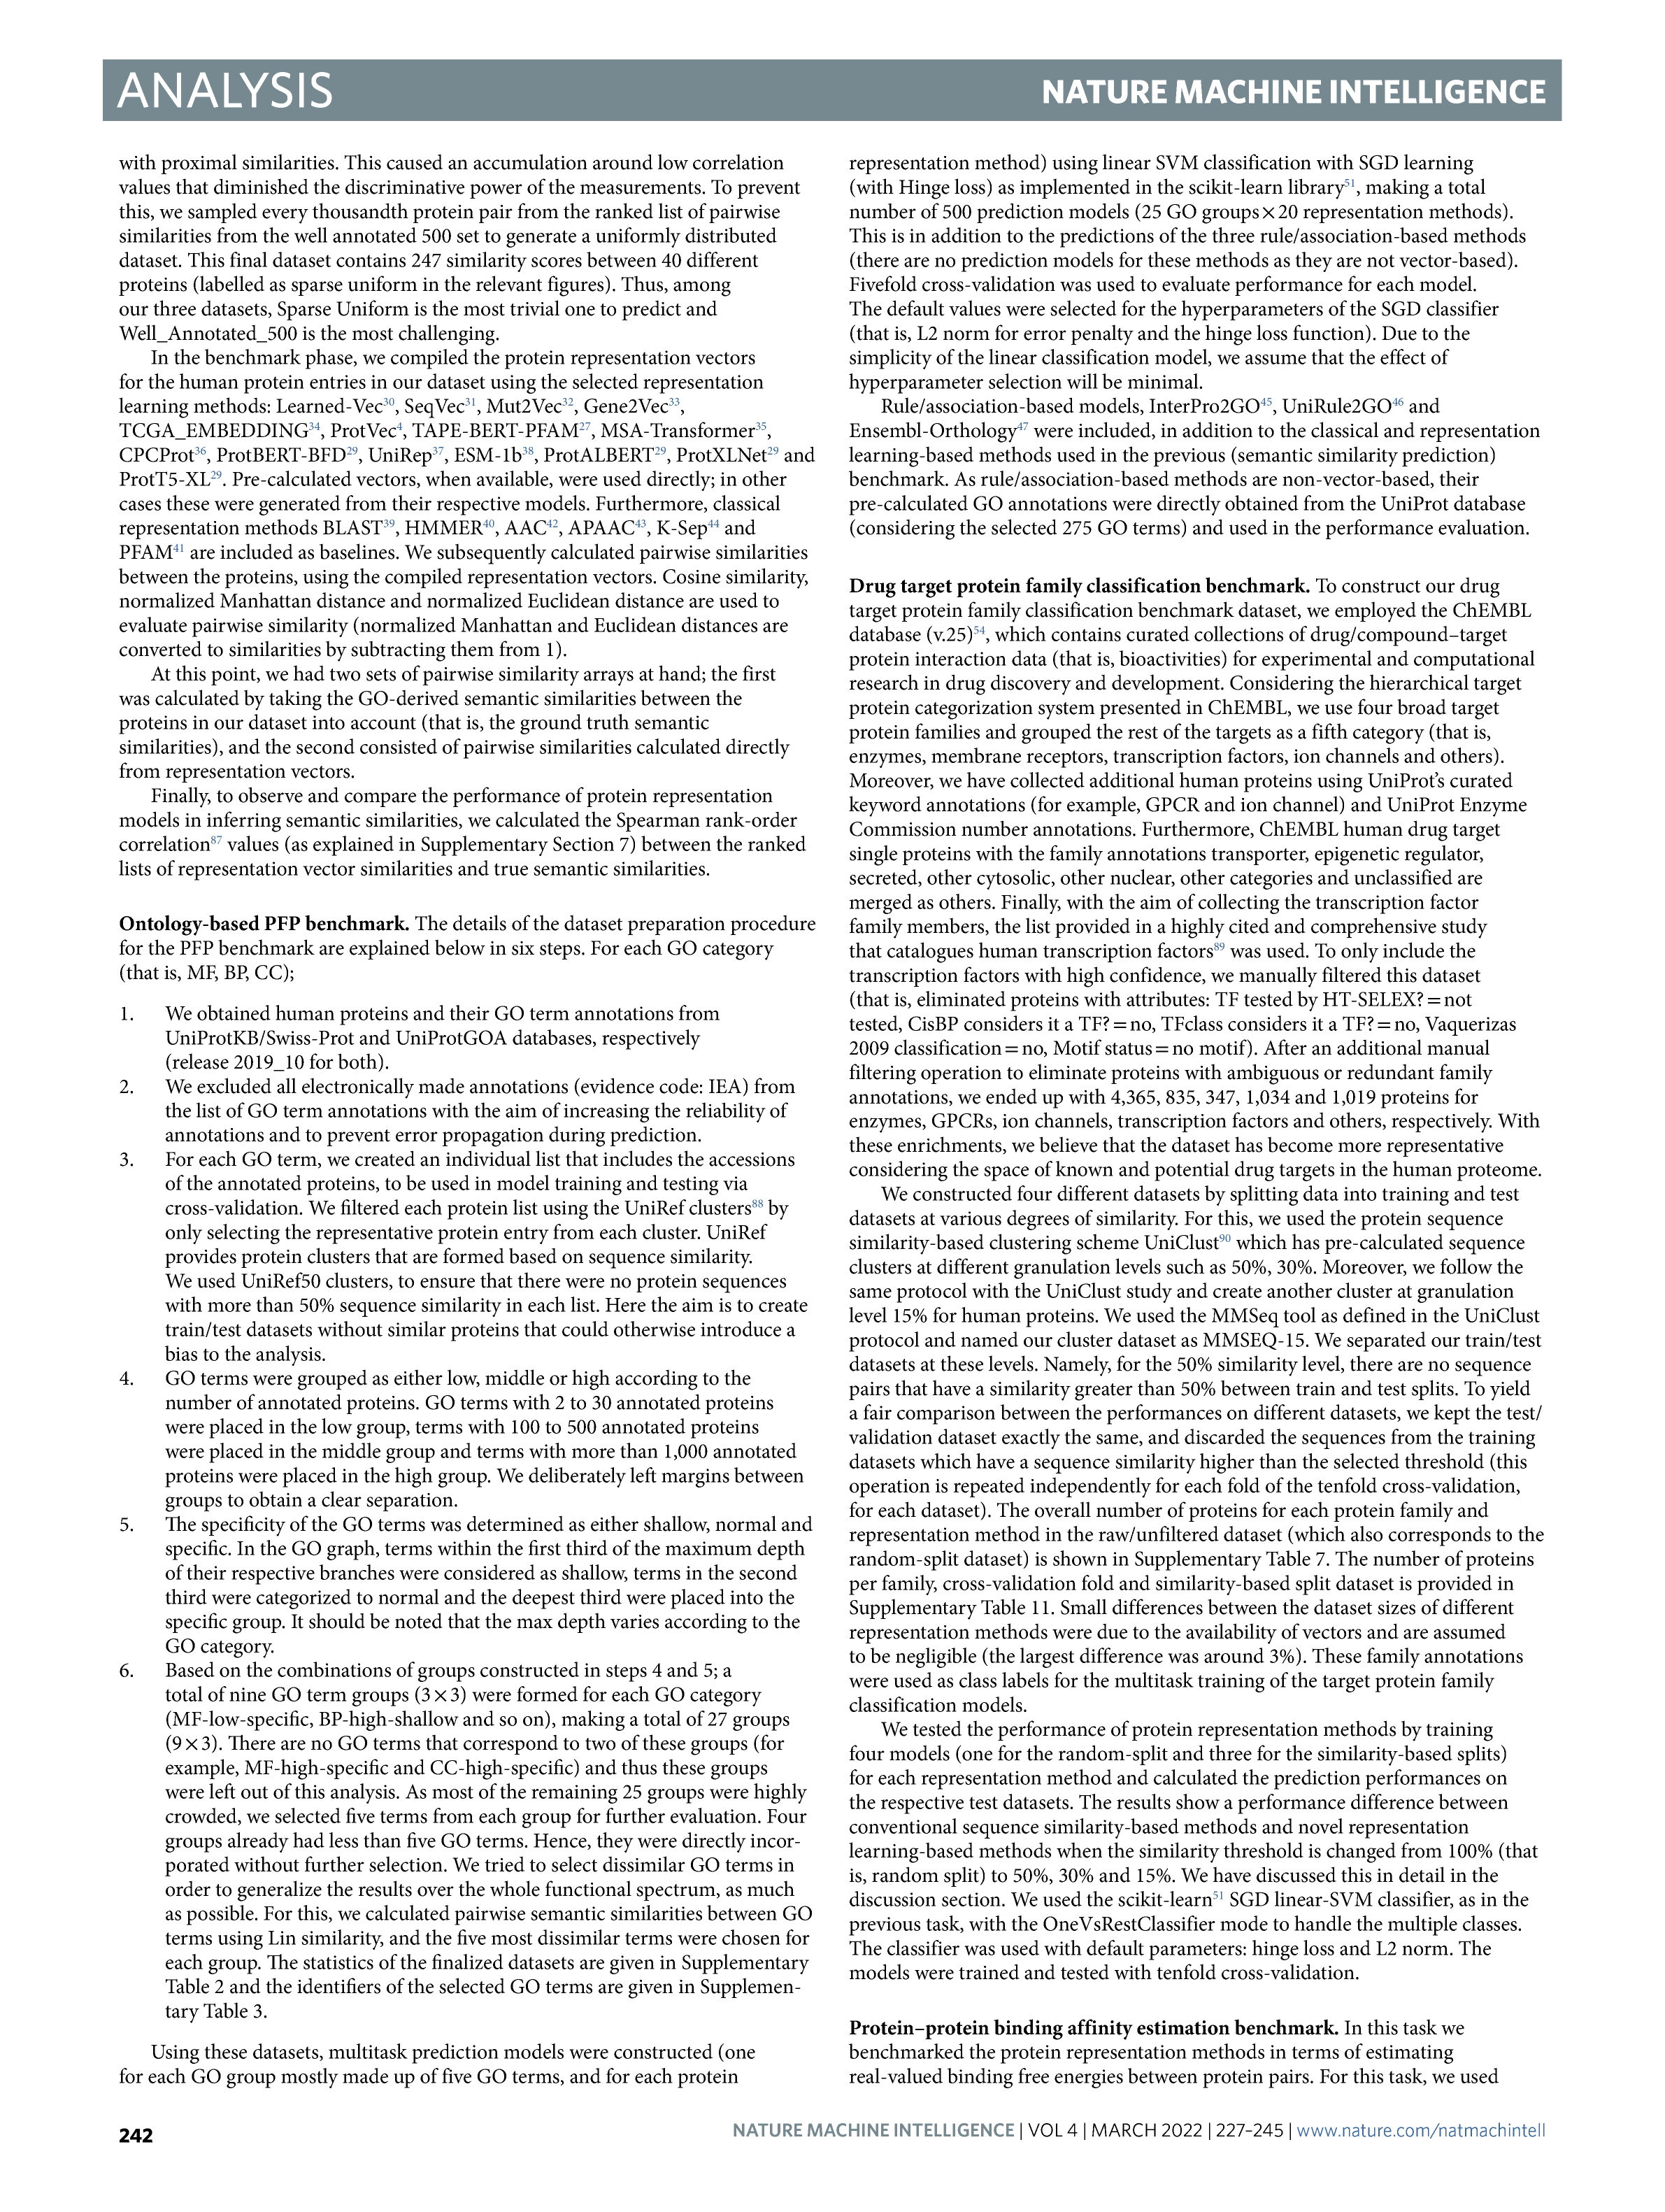 ANALYSIS
NATURE MACHINE INTELLIGENCE
with proximal similarities. This caused an accumulation around low correlation
values that diminished the discriminative power of the measurements. To prevent
this, we sampled every thousandth protein pair from the ranked list of pairwise
similarities from the well annotated 500 set to generate a uniformly distributed
dataset. This final dataset contains 247 similarity scores between 40 different
proteins (labelled as sparse uniform in the relevant figures). Thus, among
our three datasets, Sparse Uniform is the most trivial one to predict and
Well_Annotated_500 is the most challenging.
In the benchmark phase, we compiled the protein representation vectors
for the human protein entries in our dataset using the selected representation
learning methods: Learned-Vec30, SeqVec31, Mut2Vec32, Gene2Vec33,
TCGA_EMBEDDING34, ProtVec4, TAPE-BERT-PFAM27, MSA-Transformer35,
CPCProt36, ProtBERT-BFD29, UniRep37, ESM-1b38, ProtALBERT29, ProtXLNet29 and
ProtT5-XL29. Pre-calculated vectors, when available, were used directly; in other
cases these were generated from their respective models. Furthermore, classical
representation methods BLAST39, HMMER40, AAC42, APAAC43, K-Sep44 and
PFAM41 are included as baselines. We subsequently calculated pairwise similarities
between the proteins, using the compiled representation vectors. Cosine similarity,
normalized Manhattan distance and normalized Euclidean distance are used to
evaluate pairwise similarity (normalized Manhattan and Euclidean distances are
converted to similarities by subtracting them from 1).
At this point, we had two sets of pairwise similarity arrays at hand; the first
was calculated by taking the GO-derived semantic similarities between the
proteins in our dataset into account (that is, the ground truth semantic
similarities), and the second consisted of pairwise similarities calculated directly
from representation vectors.
Finally, to observe and compare the performance of protein representation
models in inferring semantic similarities, we calculated the Spearman rank-order
correlation87 values (as explained in Supplementary Section 7) between the ranked
lists of representation vector similarities and true semantic similarities.
Ontology-based PFP benchmark. The details of the dataset preparation procedure
for the PFP benchmark are explained below in six steps. For each GO category
(that is, MF, BP, CC);
1. We obtained human proteins and their GO term annotations from
UniProtKB/Swiss-Prot and UniProtGOA databases, respectively
(release 2019_10 for both).
2. We excluded all electronically made annotations (evidence code: IEA) from
the list of GO term annotations with the aim of increasing the reliability of
annotations and to prevent error propagation during prediction.
3. For each GO term, we created an individual list that includes the accessions
of the annotated proteins, to be used in model training and testing via
cross-validation. We filtered each protein list using the UniRef clusters88 by
only selecting the representative protein entry from each cluster. UniRef
provides protein clusters that are formed based on sequence similarity.
We used UniRef50 clusters, to ensure that there were no protein sequences
with more than 50% sequence similarity in each list. Here the aim is to create
train/test datasets without similar proteins that could otherwise introduce a
bias to the analysis.
4. GO terms were grouped as either low, middle or high according to the
number of annotated proteins. GO terms with 2 to 30 annotated proteins
were placed in the low group, terms with 100 to 500 annotated proteins
were placed in the middle group and terms with more than 1,000 annotated
proteins were placed in the high group. We deliberately left margins between
groups to obtain a clear separation.
5. The specificity of the GO terms was determined as either shallow, normal and
specific. In the GO graph, terms within the first third of the maximum depth
of their respective branches were considered as shallow, terms in the second
third were categorized to normal and the deepest third were placed into the
specific group. It should be noted that the max depth varies according to the
GO category.
6. Based on the combinations of groups constructed in steps 4 and 5; a
total of nine GO term groups (3 × 3) were formed for each GO category
(MF-low-specific, BP-high-shallow and so on), making a total of 27 groups
(9 × 3). There are no GO terms that correspond to two of these groups (for
example, MF-high-specific and CC-high-specific) and thus these groups
were left out of this analysis. As most of the remaining 25 groups were highly
crowded, we selected five terms from each group for further evaluation. Four
groups already had less than five GO terms. Hence, they were directly incor-
porated without further selection. We tried to select dissimilar GO terms in
order to generalize the results over the whole functional spectrum, as much
as possible. For this, we calculated pairwise semantic similarities between GO
terms using Lin similarity, and the five most dissimilar terms were chosen for
each group. The statistics of the finalized datasets are given in Supplementary
Table 2 and the identifiers of the selected GO terms are given in Supplemen-
tary Table 3.
Using these datasets, multitask prediction models were constructed (one
for each GO group mostly made up of five GO terms, and for each protein
representation method) using linear SVM classification with SGD learning
(with Hinge loss) as implemented in the scikit-learn library51, making a total
number of 500 prediction models (25 GO groups × 20 representation methods).
This is in addition to the predictions of the three rule/association-based methods
(there are no prediction models for these methods as they are not vector-based).
Fivefold cross-validation was used to evaluate performance for each model.
The default values were selected for the hyperparameters of the SGD classifier
(that is, L2 norm for error penalty and the hinge loss function). Due to the
simplicity of the linear classification model, we assume that the effect of
hyperparameter selection will be minimal.
Rule/association-based models, InterPro2GO45, UniRule2GO46 and
Ensembl-Orthology47 were included, in addition to the classical and representation
learning-based methods used in the previous (semantic similarity prediction)
benchmark. As rule/association-based methods are non-vector-based, their
pre-calculated GO annotations were directly obtained from the UniProt database
(considering the selected 275 GO terms) and used in the performance evaluation.
Drug target protein family classification benchmark. To construct our drug
target protein family classification benchmark dataset, we employed the ChEMBL
database (v.25)54, which contains curated collections of drug/compound–target
protein interaction data (that is, bioactivities) for experimental and computational
research in drug discovery and development. Considering the hierarchical target
protein categorization system presented in ChEMBL, we use four broad target
protein families and grouped the rest of the targets as a fifth category (that is,
enzymes, membrane receptors, transcription factors, ion channels and others).
Moreover, we have collected additional human proteins using UniProt's curated
keyword annotations (for example, GPCR and ion channel) and UniProt Enzyme
Commission number annotations. Furthermore, ChEMBL human drug target
single proteins with the family annotations transporter, epigenetic regulator,
secreted, other cytosolic, other nuclear, other categories and unclassified are
merged as others. Finally, with the aim of collecting the transcription factor
family members, the list provided in a highly cited and comprehensive study
that catalogues human transcription factors89 was used. To only include the
transcription factors with high confidence, we manually filtered this dataset
(that is, eliminated proteins with attributes: TF tested by HT-SELEX? = not
tested, CisBP considers it a TF? = no, TFclass considers it a TF? = no, Vaquerizas
2009 classification = no, Motif status = no motif). After an additional manual
filtering operation to eliminate proteins with ambiguous or redundant family
annotations, we ended up with 4,365, 835, 347, 1,034 and 1,019 proteins for
enzymes, GPCRs, ion channels, transcription factors and others, respectively. With
these enrichments, we believe that the dataset has become more representative
considering the space of known and potential drug targets in the human proteome.
We constructed four different datasets by splitting data into training and test
datasets at various degrees of similarity. For this, we used the protein sequence
similarity-based clustering scheme UniClust90 which has pre-calculated sequence
clusters at different granulation levels such as 50%, 30%. Moreover, we follow the
same protocol with the UniClust study and create another cluster at granulation
level 15% for human proteins. We used the MMSeq tool as defined in the UniClust
protocol and named our cluster dataset as MMSEQ-15. We separated our train/test
datasets at these levels. Namely, for the 50% similarity level, there are no sequence
pairs that have a similarity greater than 50% between train and test splits. To yield
a fair comparison between the performances on different datasets, we kept the test/
validation dataset exactly the same, and discarded the sequences from the training
datasets which have a sequence similarity higher than the selected threshold (this
operation is repeated independently for each fold of the tenfold cross-validation,
for each dataset). The overall number of proteins for each protein family and
representation method in the raw/unfiltered dataset (which also corresponds to the
random-split dataset) is shown in Supplementary Table 7. The number of proteins
per family, cross-validation fold and similarity-based split dataset is provided in
Supplementary Table 11. Small differences between the dataset sizes of different
representation methods were due to the availability of vectors and are assumed
to be negligible (the largest difference was around 3%). These family annotations
were used as class labels for the multitask training of the target protein family
classification models.
We tested the performance of protein representation methods by training
four models (one for the random-split and three for the similarity-based splits)
for each representation method and calculated the prediction performances on
the respective test datasets. The results show a performance difference between
conventional sequence similarity-based methods and novel representation
learning-based methods when the similarity threshold is changed from 100% (that
is, random split) to 50%, 30% and 15%. We have discussed this in detail in the
discussion section. We used the scikit-learn51 SGD linear-SVM classifier, as in the
previous task, with the OneVsRestClassifier mode to handle the multiple classes.
The classifier was used with default parameters: hinge loss and L2 norm. The
models were trained and tested with tenfold cross-validation.
Protein–protein binding affinity estimation benchmark. In this task we
benchmarked the protein representation methods in terms of estimating
real-valued binding free energies between protein pairs. For this task, we used
242
NATURE MACHINE INTELLIGENCE | VOL 4 | MARCH 2022 | 227–245 | www.nature.com/natmachintell